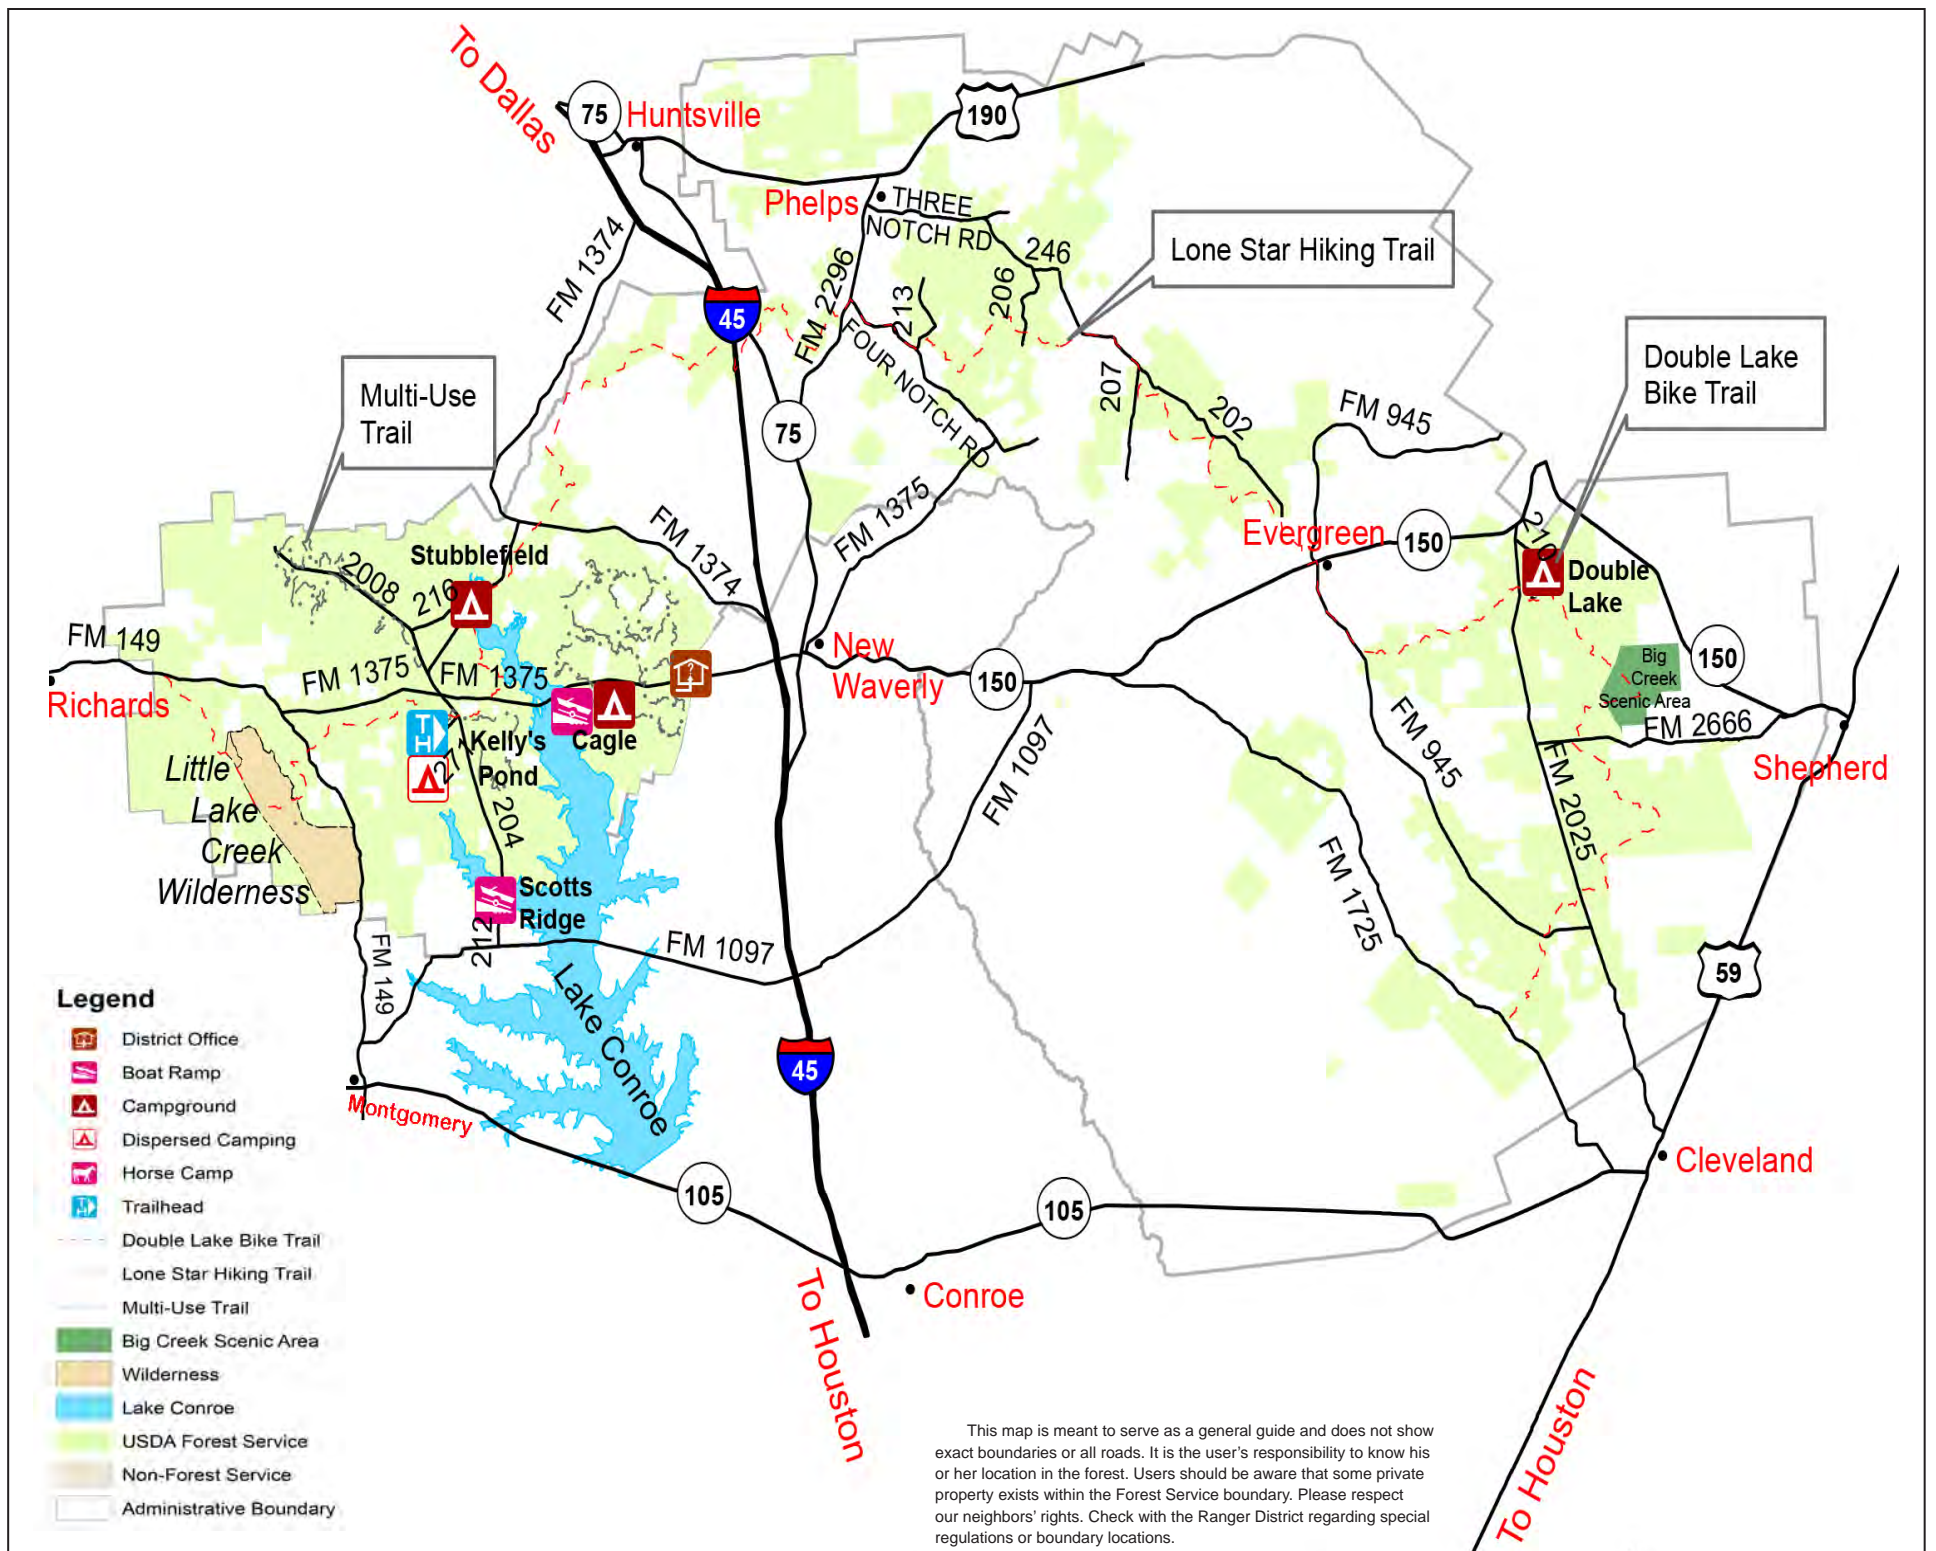 To Dallas
75
Huntsville
190
Phelps
THREE
NOTCH RD
FM 1374
FM 2296
246
206
213
Lone Star Hiking Trail
45
FOUR NOTCH RD
207
202
75
FM 945
Double Lake
Bike Trail
Multi-Use
Trail
FM 1375
FM 1374
Evergreen
150
210
Double
Lake
Stubblefield
2008
216
FM 149
Richards
FM 1375
FM 1375
New
Waverly
150
Big
Creek
Scenic Area
150
FM 2666
Shepherd
TH
Kelly's
Pond
271
Cagle
Little
Lake
Creek
Wilderness
204
FM 1097
FM 945
FM 2025
FM 1725
Scotts
Ridge
212
FM 1097
FM 149
Lake Conroe
59
45
Montgomery
105
105
Cleveland
Conroe
To Houston
To Houston
Legend
District Office
Boat Ramp
Campground
Dispersed Camping
Horse Camp
Trailhead
Double Lake Bike Trail
Lone Star Hiking Trail
Multi-Use Trail
Big Creek Scenic Area
Wilderness
Lake Conroe
USDA Forest Service
Non-Forest Service
Administrative Boundary
This map is meant to serve as a general guide and does not show
exact boundaries or all roads. It is the user's responsibility to know his
or her location in the forest. Users should be aware that some private
property exists within the Forest Service boundary. Please respect
our neighbors' rights. Check with the Ranger District regarding special
regulations or boundary locations.